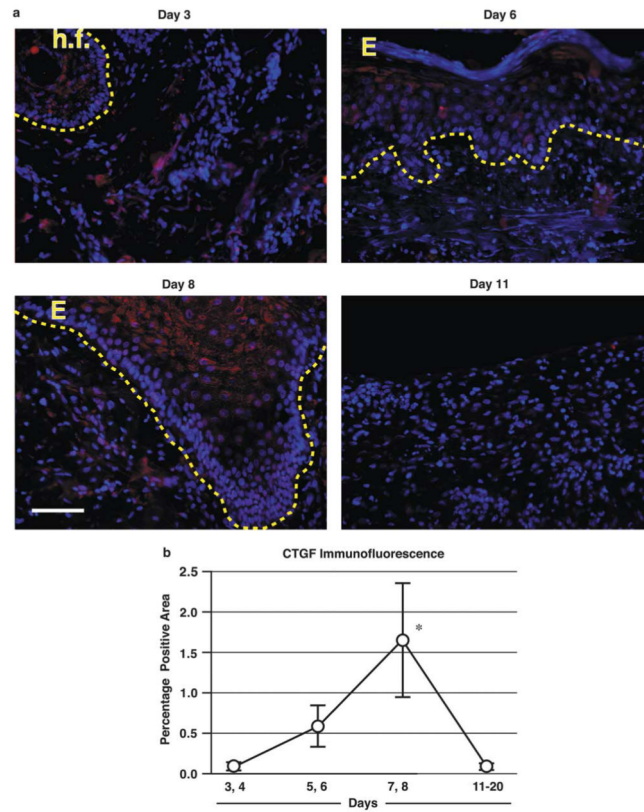 a
Day 3
Day 6
h.f.
E
Day 8
Day 11
E
b
CTGF Immunofluorescence
Percentage Positive Area
2.5
2.0
1.5
1.0
0.5
0.0
*
3, 4
5, 6
7, 8
11-20
Days